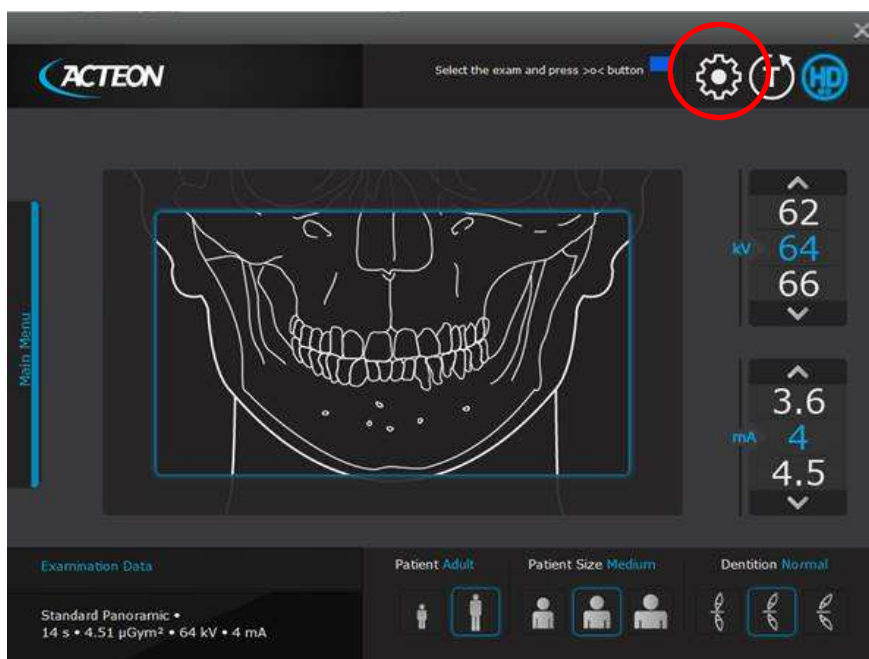 ACTEON
Select the exam and press >o< button
T
HD
62
kV 64
66
Main Menu
3.6
mA 4
4.5
Examination Data
Patient Adult
Patient Size Medium
Dentition Normal
Standard Panoramic •
14 s • 4.51 µGym² • 64 kV • 4 mA